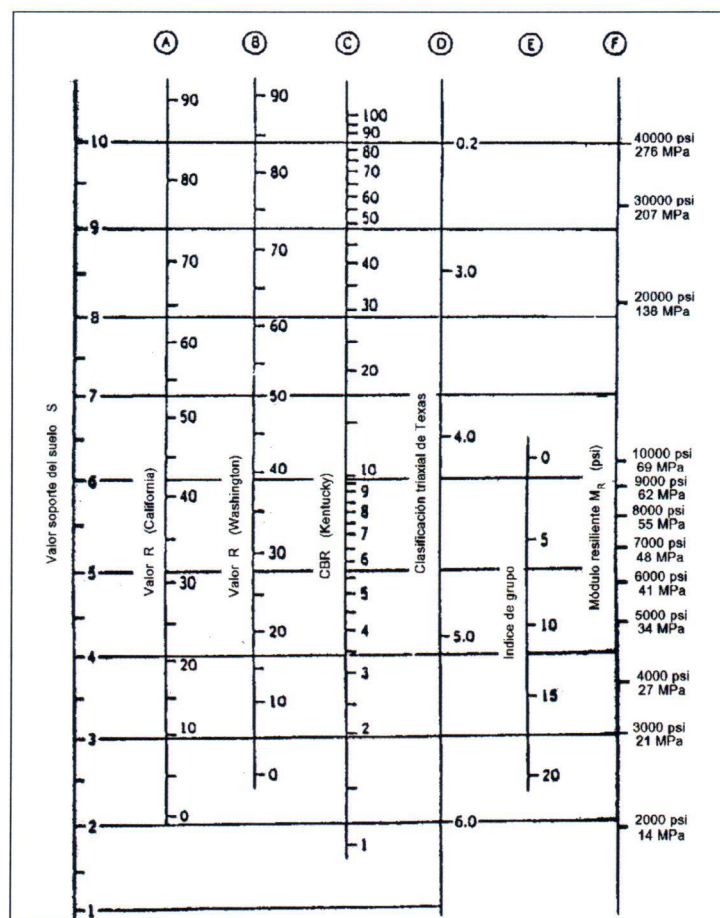 A
B
C
D
E
F
Valor soporte del suelo S
10
9
8
7
6
5
4
3
2
1
Valor R (California)
90
80
70
60
50
40
30
20
10
0
Valor R (Washington)
90
80
70
60
50
40
30
20
10
0
CBR (Kentucky)
100
90
80
70
60
50
40
30
20
10
9
8
7
6
5
4
3
2
1
Clasificación triaxial de Texas
0.2
3.0
4.0
5.0
6.0
Indice de grupo
0
5
10
15
20
Módulo resiliente MR (psi)
40000 psi
276 MPa
30000 psi
207 MPa
20000 psi
138 MPa
10000 psi
69 MPa
9000 psi
62 MPa
8000 psi
55 MPa
7000 psi
48 MPa
6000 psi
41 MPa
5000 psi
34 MPa
4000 psi
27 MPa
3000 psi
21 MPa
2000 psi
14 MPa